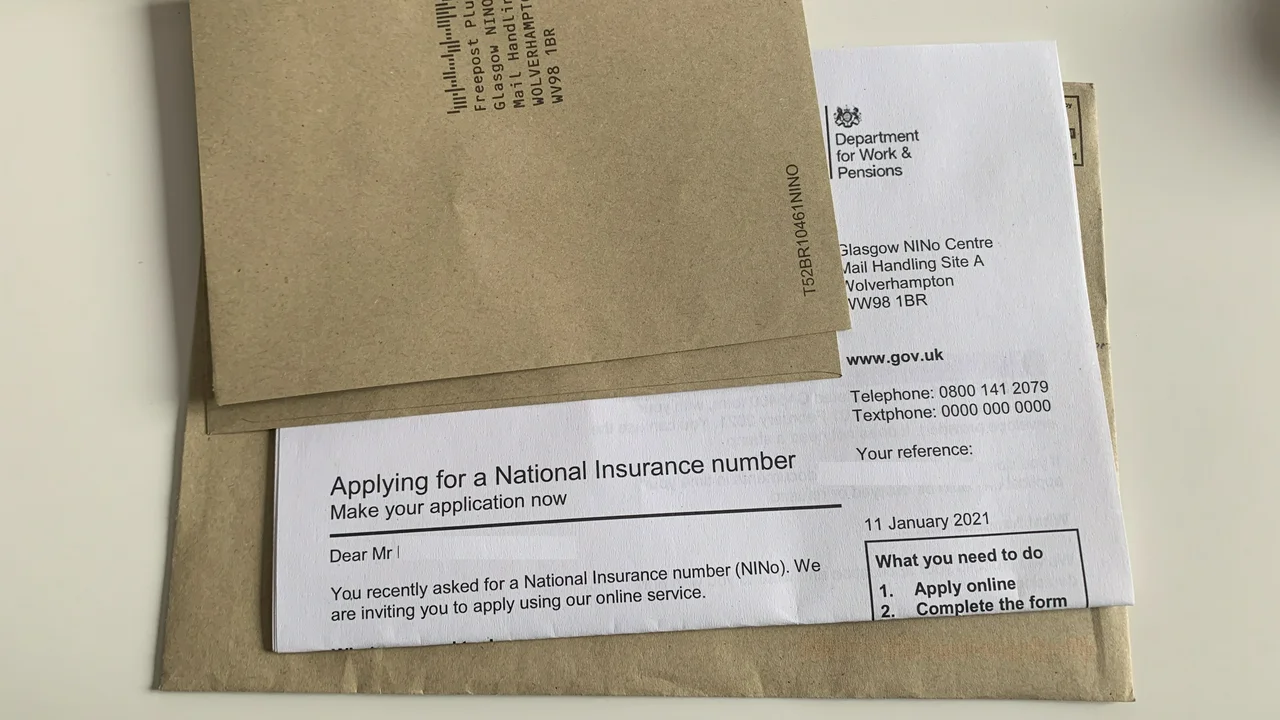 Freepost Plu
Glasgow NINO
Mail Handlin
WOLVERHAMPTO
WV98 1BR
T52BR10461NINO
Department
for Work &
Pensions
Glasgow NINo Centre
Mail Handling Site A
Wolverhampton
WV98 1BR
www.gov.uk
Telephone: 0800 141 2079
Textphone: 0000 000 0000
Your reference:
11 January 2021
Applying for a National Insurance number
Make your application now
Dear Mr
You recently asked for a National Insurance number (NINo). We
are inviting you to apply using our online service.
What you need to do
1. Apply online
2. Complete the form